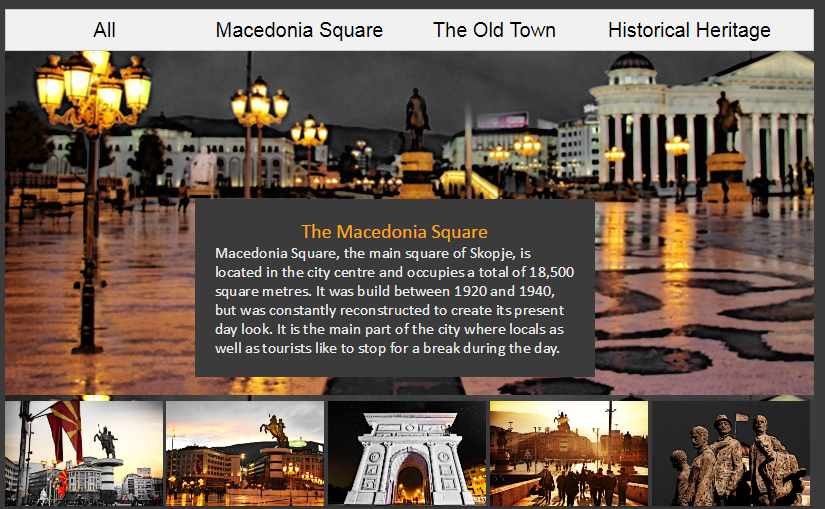 All Macedonia Square The Old Town Historical Heritage
The Macedonia Square
Macedonia Square, the main square of Skopje, is
located in the city centre and occupies a total of 18,500
square metres. It was build between 1920 and 1940,
but was constantly reconstructed to create its present
day look. It is the main part of the city where locals as
well as tourists like to stop for a break during the day.